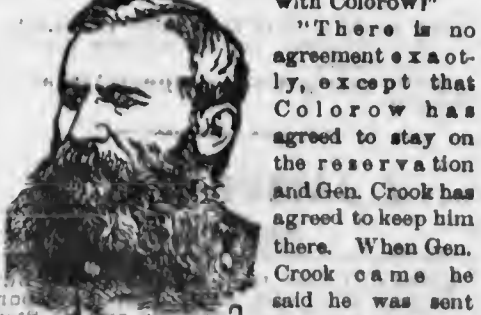 with Colorow?"
"There is no
agreement exact-
ly, except that
Colorow has
agreed to stay on
the reservation
and Gen. Crook has
agreed to keep him
there. When Gen.
Crook came he
said he was sent